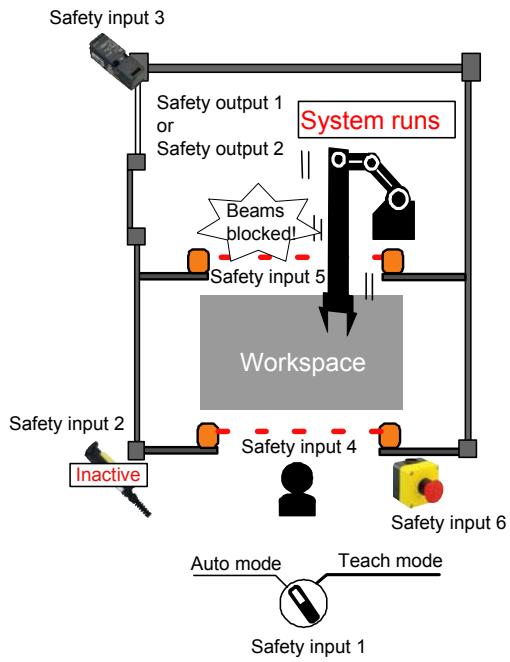 Safety input 3
Safety output 1
or
Safety output 2
System runs
Beams
blocked!
Safety input 5
Workspace
Safety input 2
Inactive
Safety input 4
Safety input 6
Auto mode
Teach mode
Safety input 1